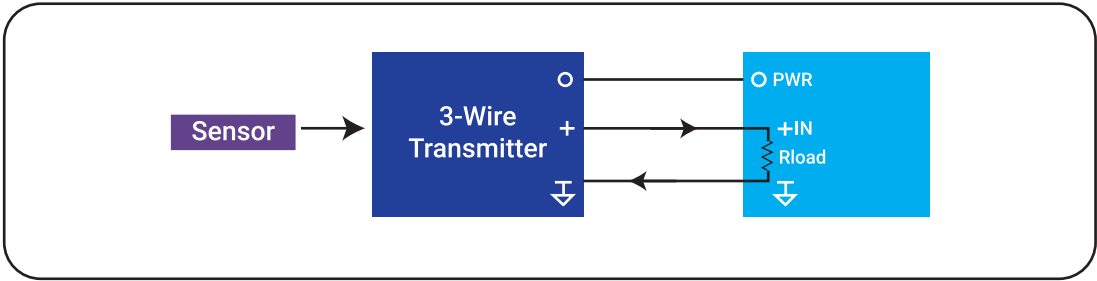 Sensor
3-Wire
Transmitter
+
PWR
+IN
Rload